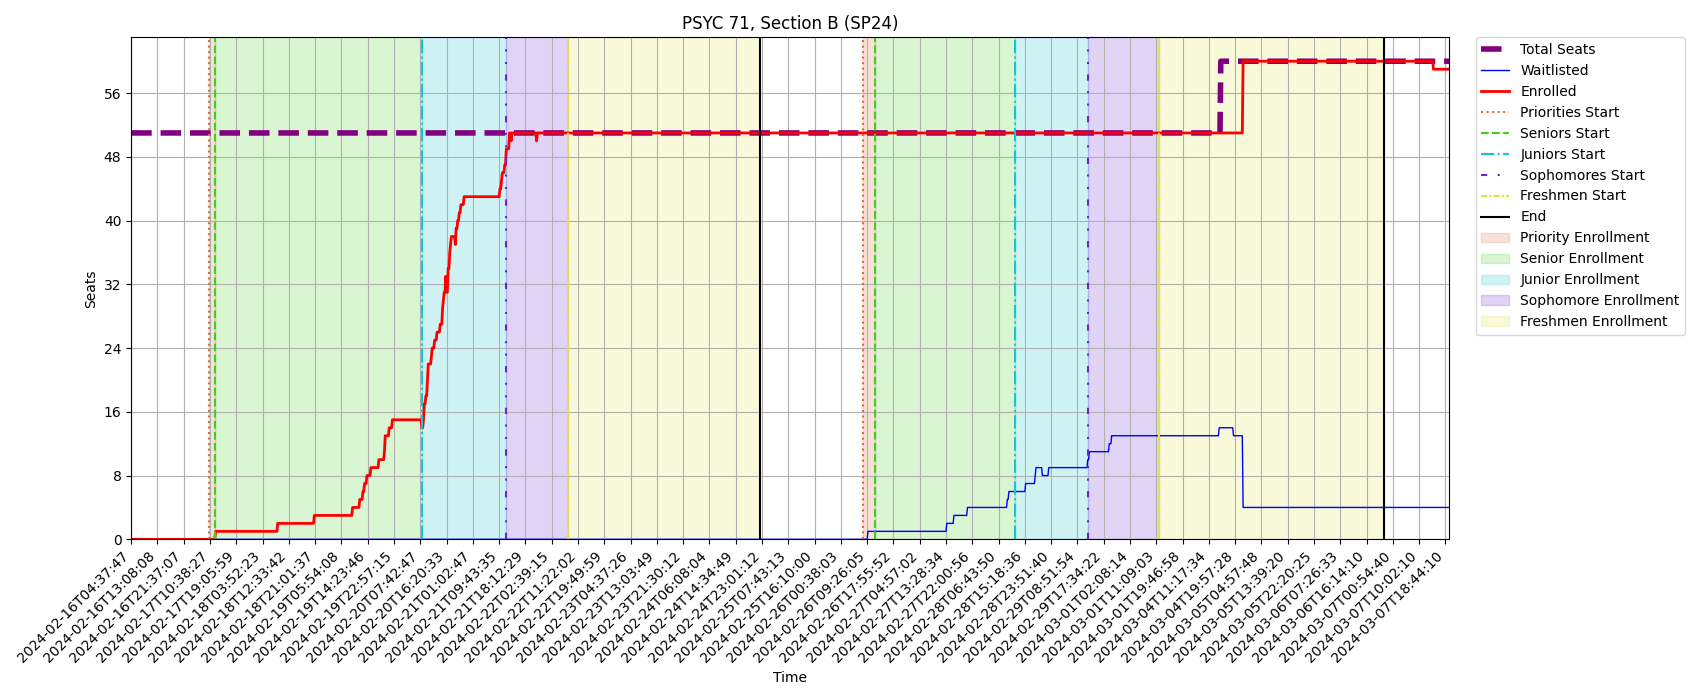 PSYC 71, Section B (SP24)
Seats
56
48
40
32
24
16
8
0
2024-02-16T04:37:47
2024-02-16T13:08:08
2024-02-16T21:37:07
2024-02-17T10:38:27
2024-02-17T19:05:59
2024-02-18T03:52:23
2024-02-18T12:33:42
2024-02-18T21:01:37
2024-02-19T05:54:08
2024-02-19T14:23:46
2024-02-19T22:57:15
2024-02-20T07:42:47
2024-02-20T16:20:33
2024-02-21T01:02:47
2024-02-21T09:43:35
2024-02-21T18:12:29
2024-02-22T02:39:15
2024-02-22T11:22:02
2024-02-22T19:49:59
2024-02-23T04:37:26
2024-02-23T13:03:49
2024-02-23T21:30:12
2024-02-24T06:08:04
2024-02-24T14:34:49
2024-02-24T23:01:12
2024-02-25T07:43:13
2024-02-25T16:10:00
2024-02-26T00:38:03
2024-02-26T09:26:05
2024-02-26T17:55:52
2024-02-27T04:57:02
2024-02-27T13:28:34
2024-02-27T22:00:56
2024-02-28T06:43:50
2024-02-28T15:18:36
2024-02-28T23:51:40
2024-02-29T08:51:54
2024-02-29T17:34:22
2024-03-01T02:08:14
2024-03-01T11:09:03
2024-03-01T19:46:58
2024-03-04T11:17:34
2024-03-04T19:57:28
2024-03-05T04:57:48
2024-03-05T13:39:20
2024-03-05T22:20:25
2024-03-06T07:26:33
2024-03-06T16:14:10
2024-03-07T00:54:40
2024-03-07T10:02:10
2024-03-07T18:44:10
Time
Total Seats
Waitlisted
Enrolled
Priorities Start
Seniors Start
Juniors Start
Sophomores Start
Freshmen Start
End
Priority Enrollment
Senior Enrollment
Junior Enrollment
Sophomore Enrollment
Freshmen Enrollment